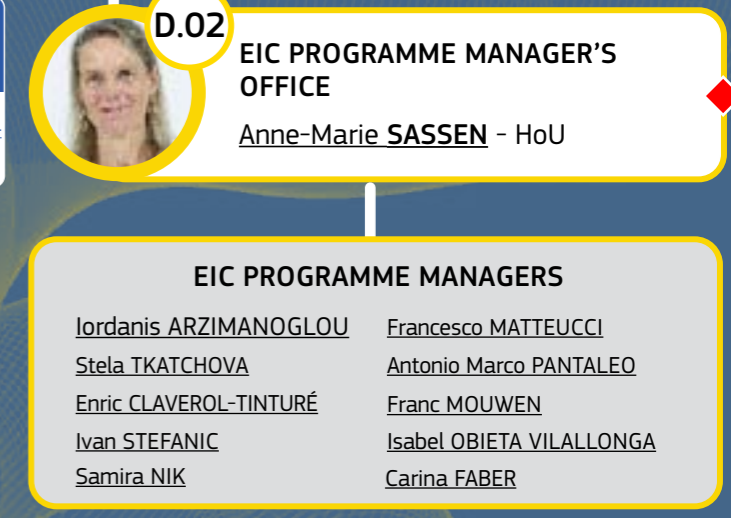 D.02
EIC PROGRAMME MANAGER’S
OFFICE
Anne-Marie SASSEN - HoU
EIC PROGRAMME MANAGERS
Iordanis ARZIMANOGLOU
Stela TKATCHOVA
Enric CLAVEROL-TINTURÉ
Ivan STEFANIC
Samira NIK
Francesco MATTEUCCI
Antonio Marco PANTALEO
Franc MOUWEN
Isabel OBIETA VILALLONGA
Carina FABER